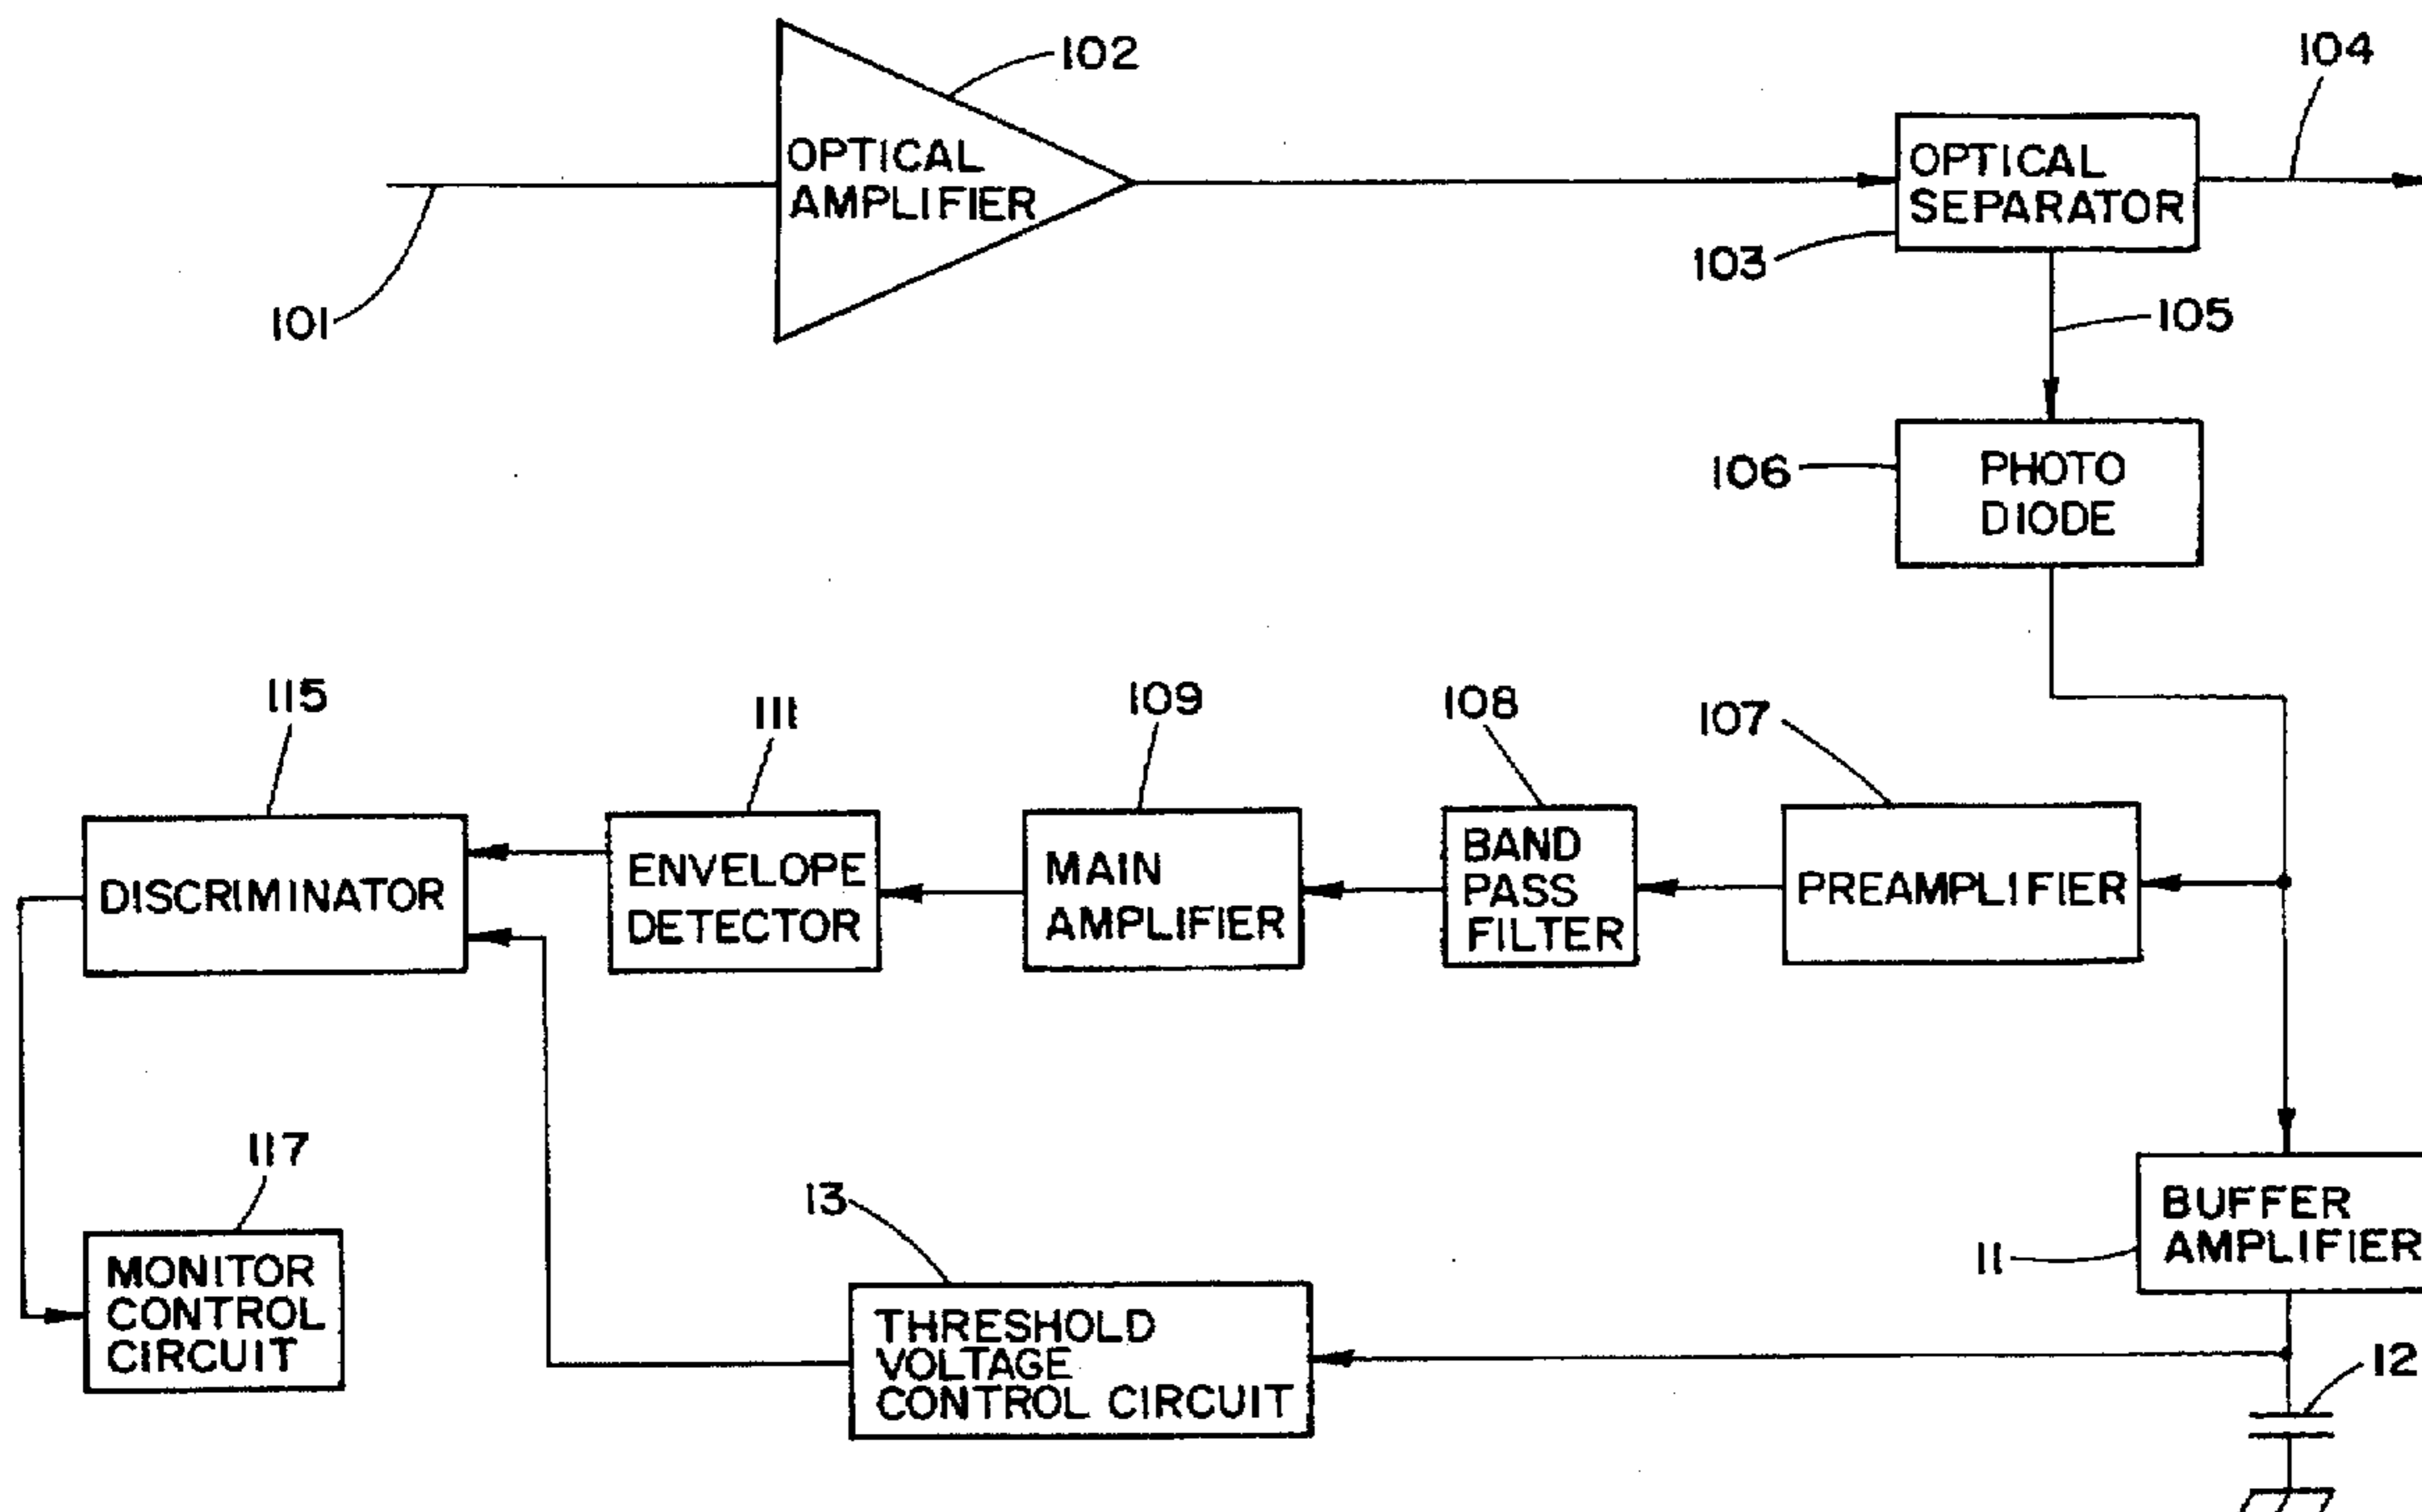 102
104
OPTICAL
AMPLIFIER
OPTICAL
SEPARATOR
103
101
105
106
PHOTO
DIODE
115
111
109
108
107
DISCRIMINATOR
ENVELOPE
DETECTOR
MAIN
AMPLIFIER
BAND
PASS
FILTER
PREAMPLIFIER
117
13
BUFFER
AMPLIFIER
11
MONITOR
CONTROL
CIRCUIT
THRESHOLD
VOLTAGE
CONTROL CIRCUIT
12